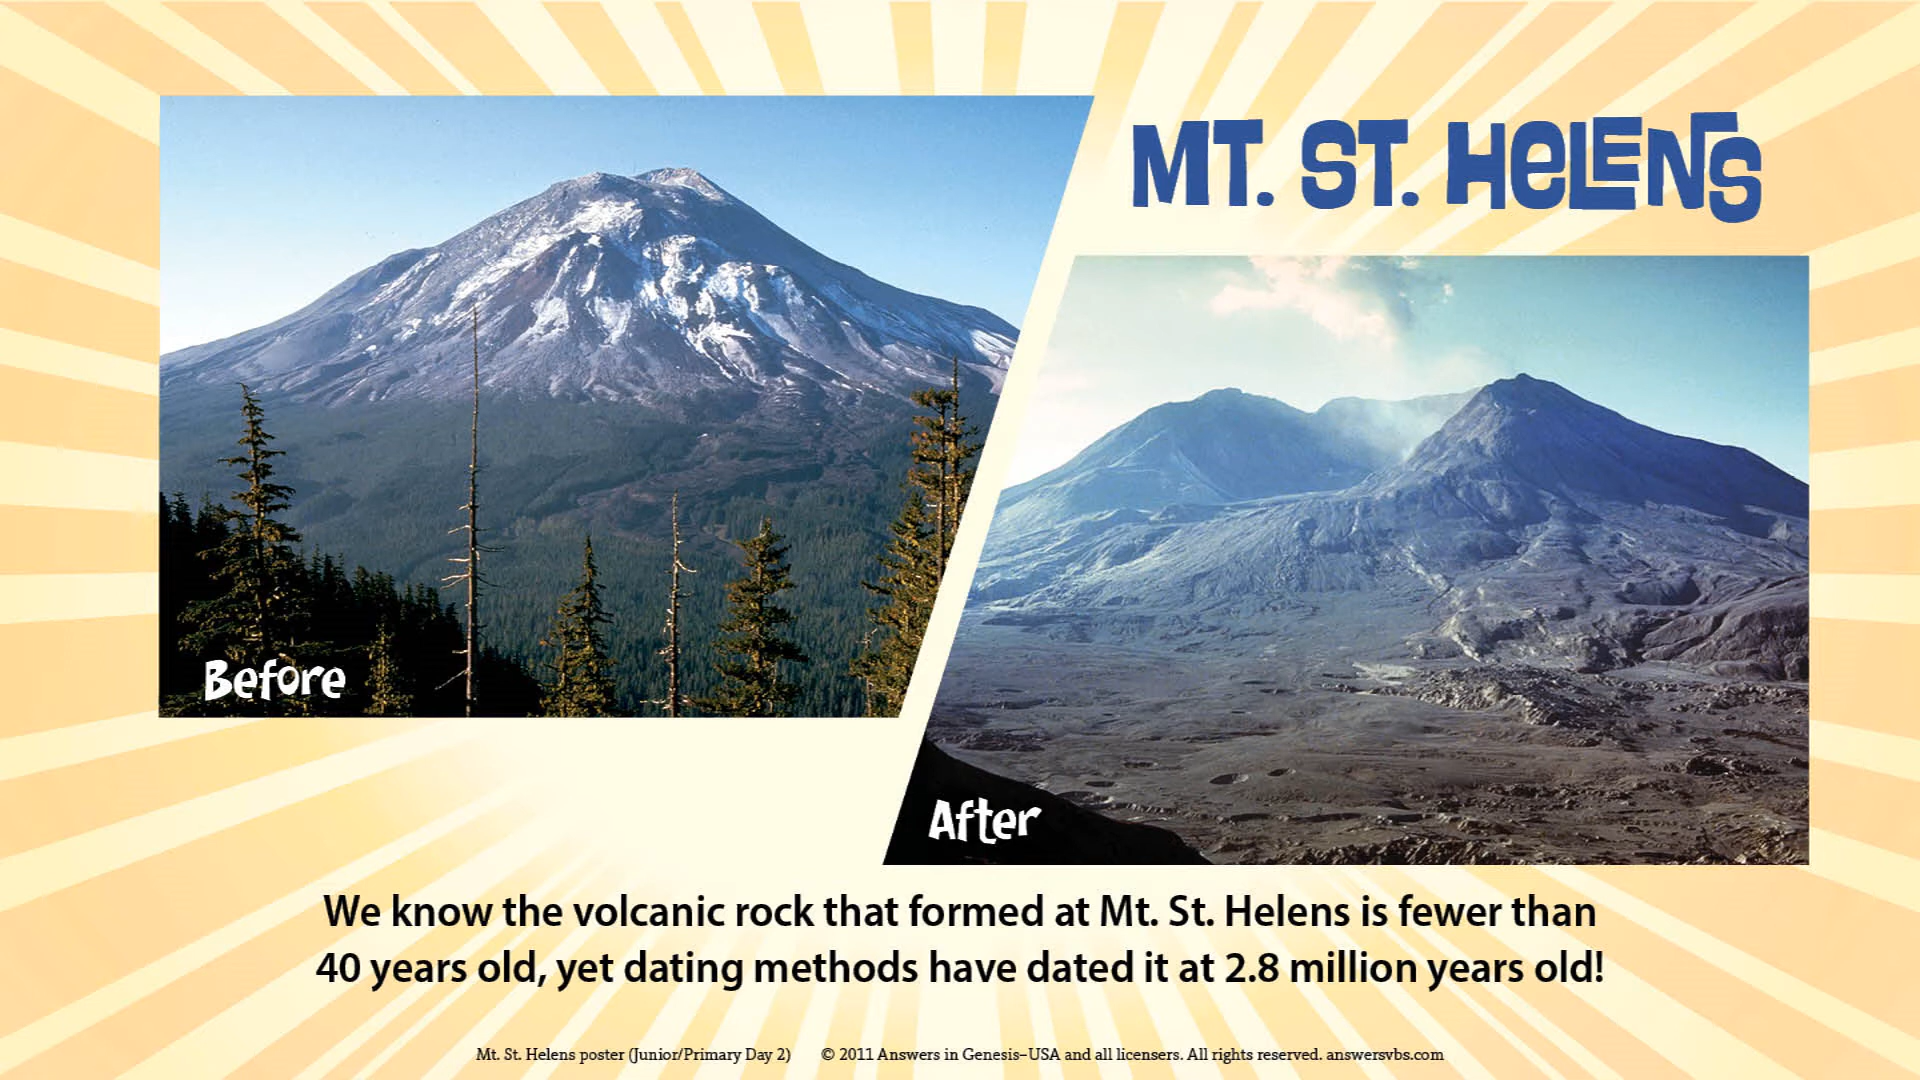 MT. ST. HELENS
Before
After
We know the volcanic rock that formed at Mt. St. Helens is fewer than
40 years old, yet dating methods have dated it at 2.8 million years old!
Mt. St. Helens poster (Junior/Primary Day 2) © 2011 Answers in Genesis–USA and all licensers. All rights reserved. answersvbs.com